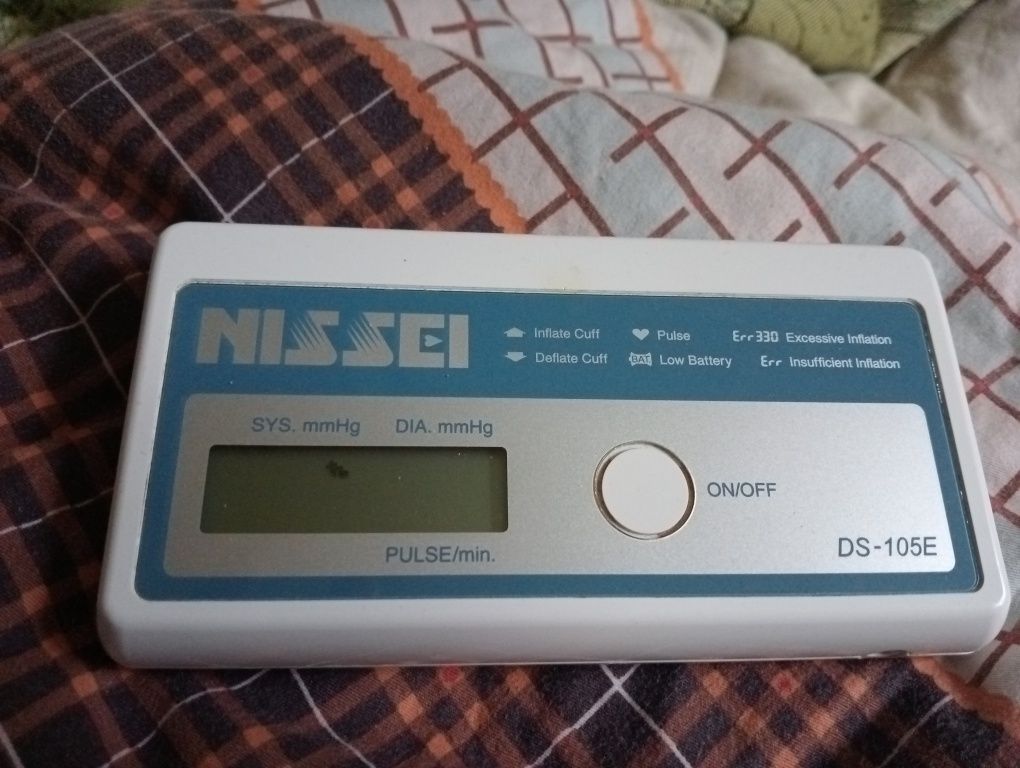 NISSEI
Inflate Cuff
Deflate Cuff
Pulse
BAT Low Battery
Err330 Excessive Inflation
Err Insufficient Inflation
SYS. mmHg DIA. mmHg
PULSE/min.
ON/OFF
DS-105E